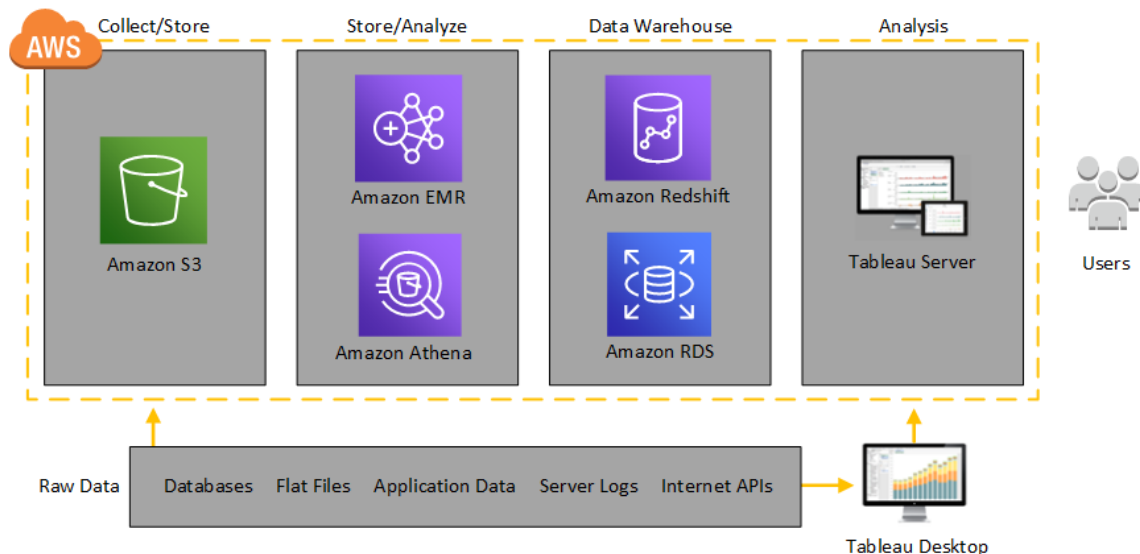 Collect/Store
Store/Analyze
Data Warehouse
Analysis
AWS
Amazon S3
Amazon EMR
Amazon Athena
Amazon Redshift
Amazon RDS
Tableau Server
Users
Raw Data
Databases
Flat Files
Application Data
Server Logs
Internet APIs
Tableau Desktop